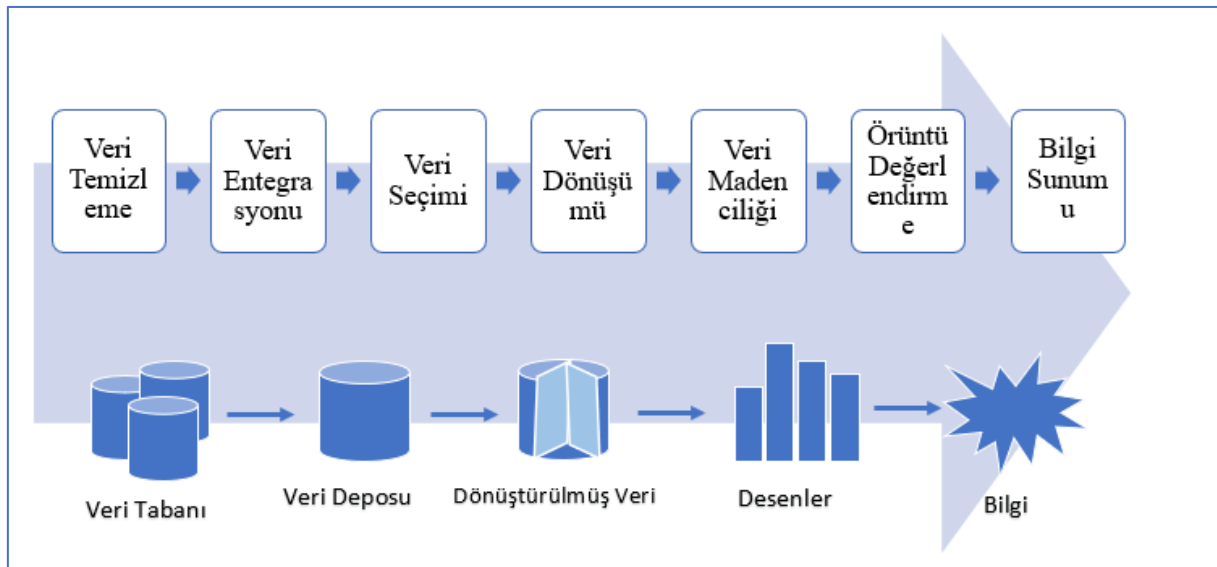 Veri
Temizl
eme
Veri
Entegra
syonu
Veri
Seçimi
Veri
Dönüşü
mü
Veri
Maden
ciliği
Örüntü
Değerl
endirm
e
Bilgi
Sunum
u
Veri Tabanı
Veri Deposu
Dönüştürülmüş Veri
Desenler
Bilgi